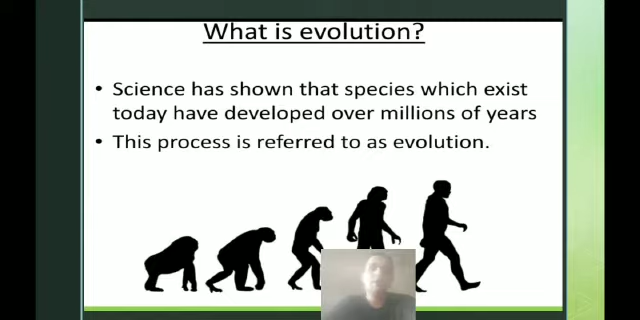 What is evolution?
• Science has shown that species which exist
today have developed over millions of years
• This process is referred to as evolution.